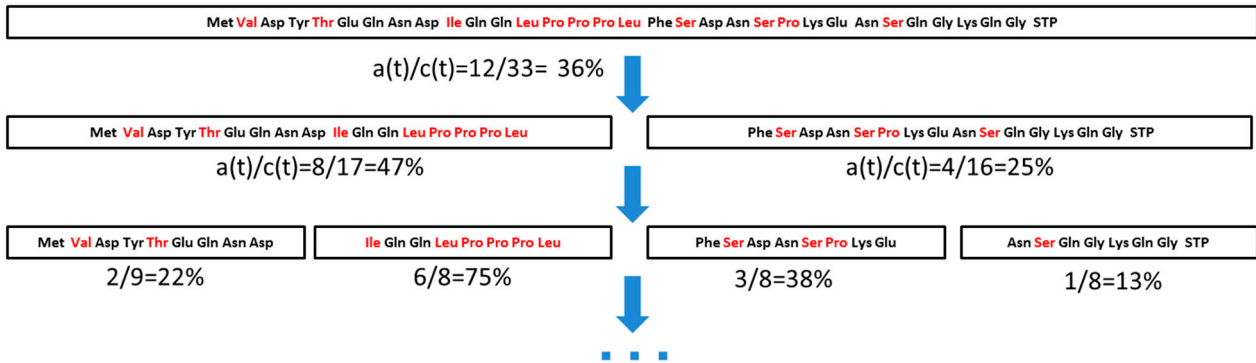 Met Val Asp Tyr Thr Glu Gln Asn Asp Ile Gln Gln Leu Pro Pro Pro Leu Phe Ser Asp Asn Ser Pro Lys Glu Asn Ser Gln Gly Lys Gln Gly STP
a(t)/c(t)=12/33= 36%
Met Val Asp Tyr Thr Glu Gln Asn Asp Ile Gln Gln Leu Pro Pro Pro Leu
Phe Ser Asp Asn Ser Pro Lys Glu Asn Ser Gln Gly Lys Gln Gly STP
a(t)/c(t)=8/17=47%
a(t)/c(t)=4/16=25%
Met Val Asp Tyr Thr Glu Gln Asn Asp
Ile Gln Gln Leu Pro Pro Pro Leu
Phe Ser Asp Asn Ser Pro Lys Glu
Asn Ser Gln Gly Lys Gln Gly STP
2/9=22%
6/8=75%
3/8=38%
1/8=13%